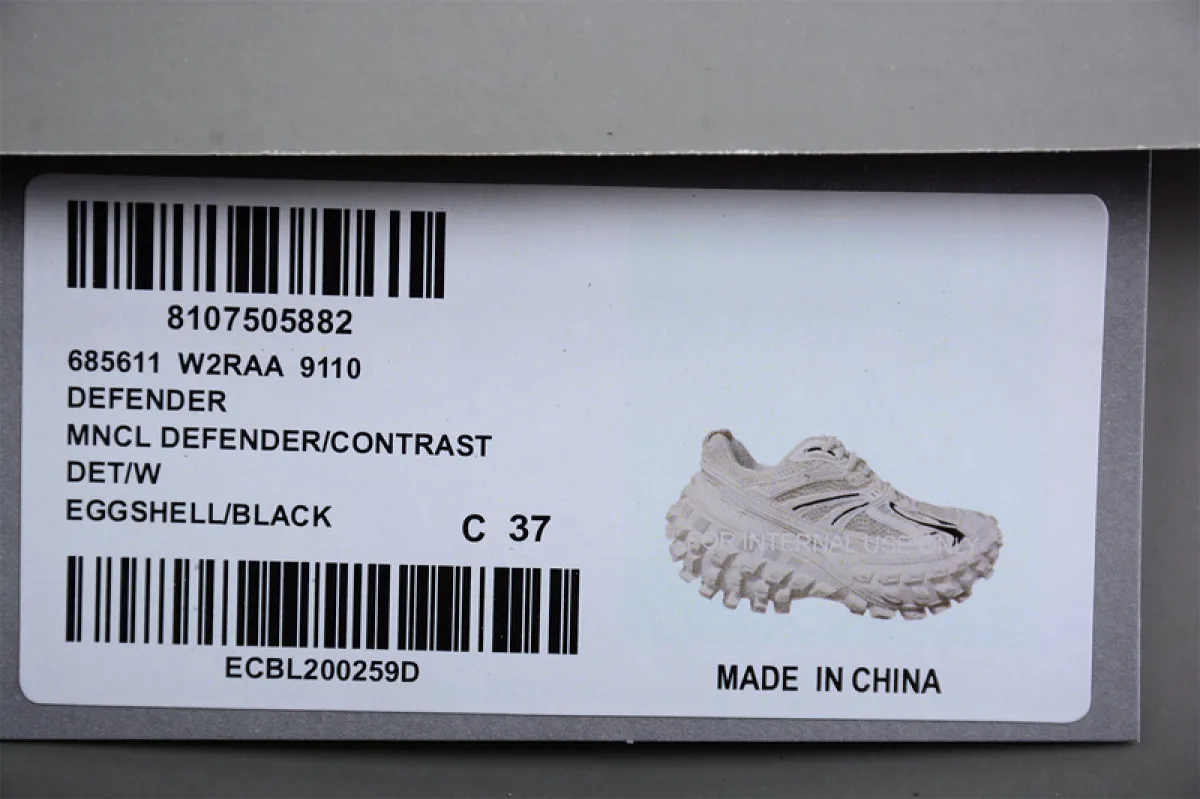 8107505882
685611 W2RAA 9110
DEFENDER
MNCL DEFENDER/CONTRAST
DET/W
EGGSHELL/BLACK
C 37
FOR INTERNAL USE ONLY
ECBL200259D
MADE IN CHINA